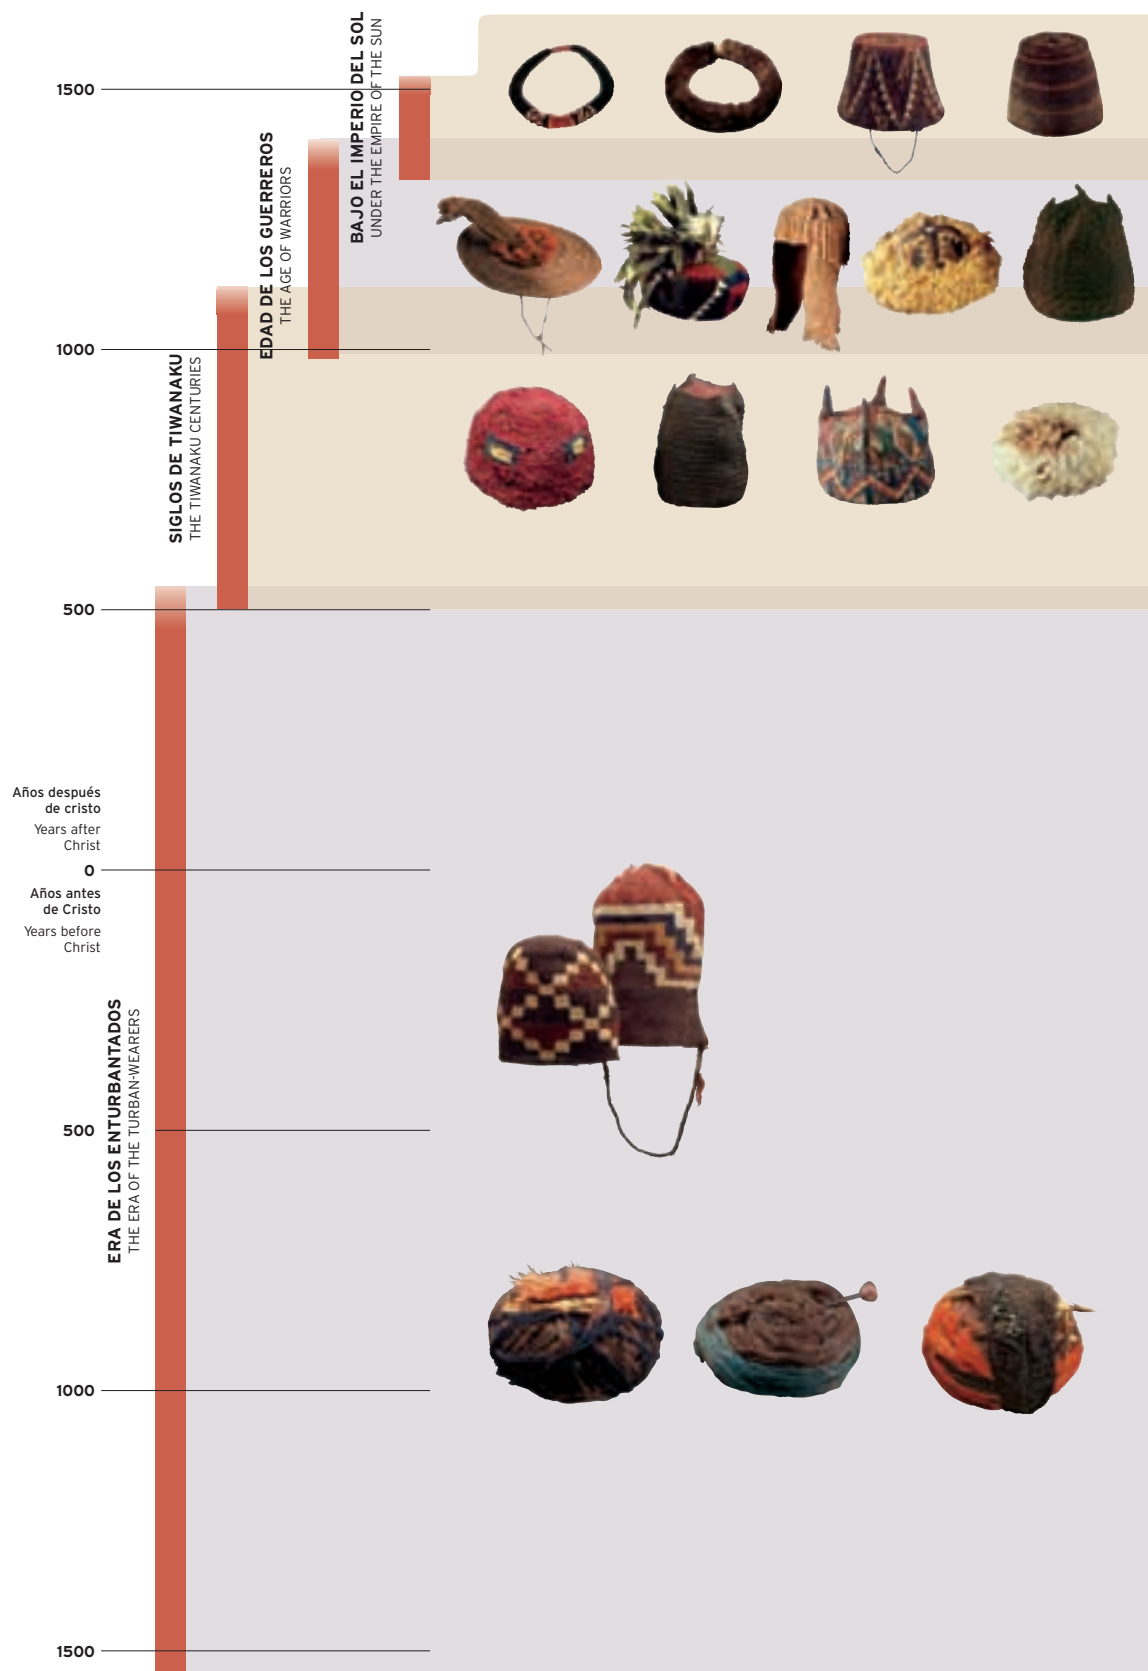 BAJO EL IMPERIO DEL SOL
UNDER THE EMPIRE OF THE SUN
1500
EDAD DE LOS GUERREROS
THE AGE OF WARRIORS
1000
SIGLOS DE TIWANAKU
THE TIWANAKU CENTURIES
500
Años después
de cristo
Years after
Christ
0
Años antes
de Cristo
Years before
Christ
ERA DE LOS ENTURBANTADOS
THE ERA OF THE TURBAN-WEARERS
500
1000
1500